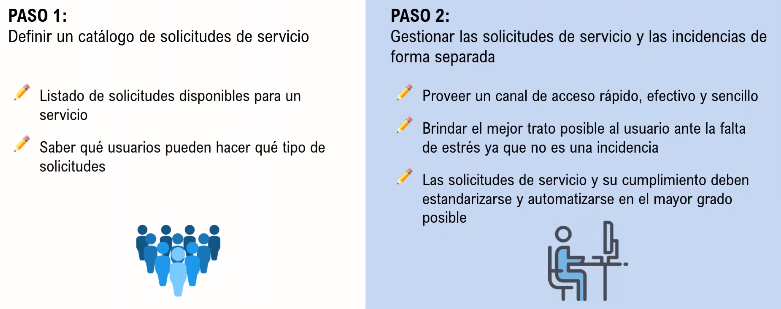 PASO 1:
Definir un catálogo de solicitudes de servicio
Listado de solicitudes disponibles para un
servicio
Saber qué usuarios pueden hacer qué tipo de
solicitudes
PASO 2:
Gestionar las solicitudes de servicio y las incidencias de
forma separada
Proveer un canal de acceso rápido, efectivo y sencillo
Brindar el mejor trato posible al usuario ante la falta
de estrés ya que no es una incidencia
Las solicitudes de servicio y su cumplimiento deben
estandarizarse y automatizarse en el mayor grado
posible